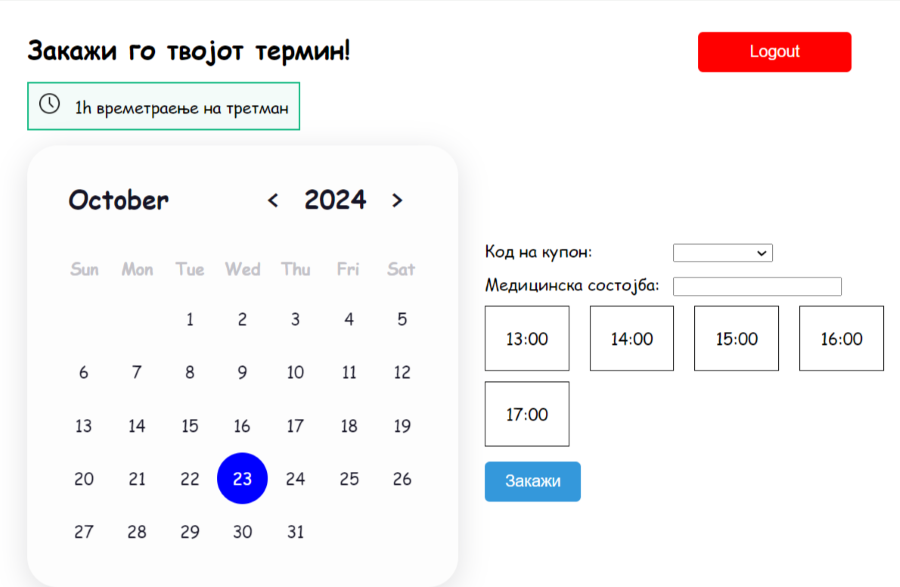 Закажи го твојот термин!
Logout
1h времетраење на третман
October < 2024 >
Sun Mon Tue Wed Thu Fri Sat
1 2 3 4 5
6 7 8 9 10 11 12
13 14 15 16 17 18 19
20 21 22 23 24 25 26
27 28 29 30 31
Код на купон:
Медицинска состојба:
13:00 14:00 15:00 16:00
17:00
Закажи